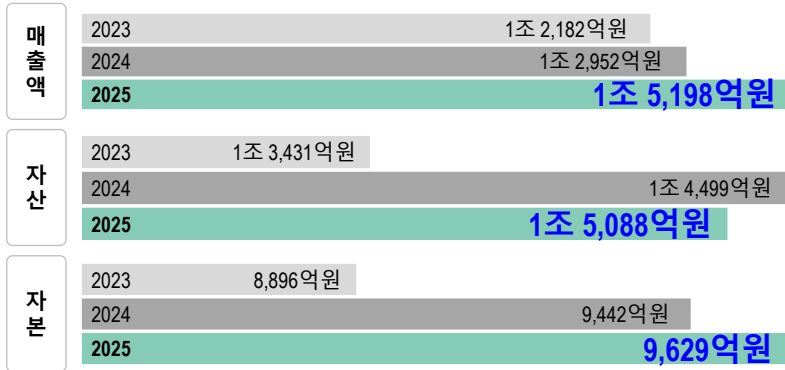 매출액
2023 1조 2,182억원
2024 1조 2,952억원
2025 1조 5,198억원
자산
2023 1조 3,431억원
2024 1조 4,499억원
2025 1조 5,088억원
자본
2023 8,896억원
2024 9,442억원
2025 9,629억원